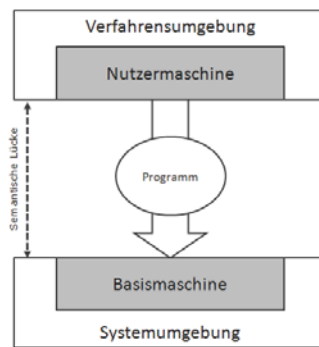 Verfahrensumgebung
Nutzermaschine
Semantische Lücke
Programm
Basismaschine
Systemumgebung